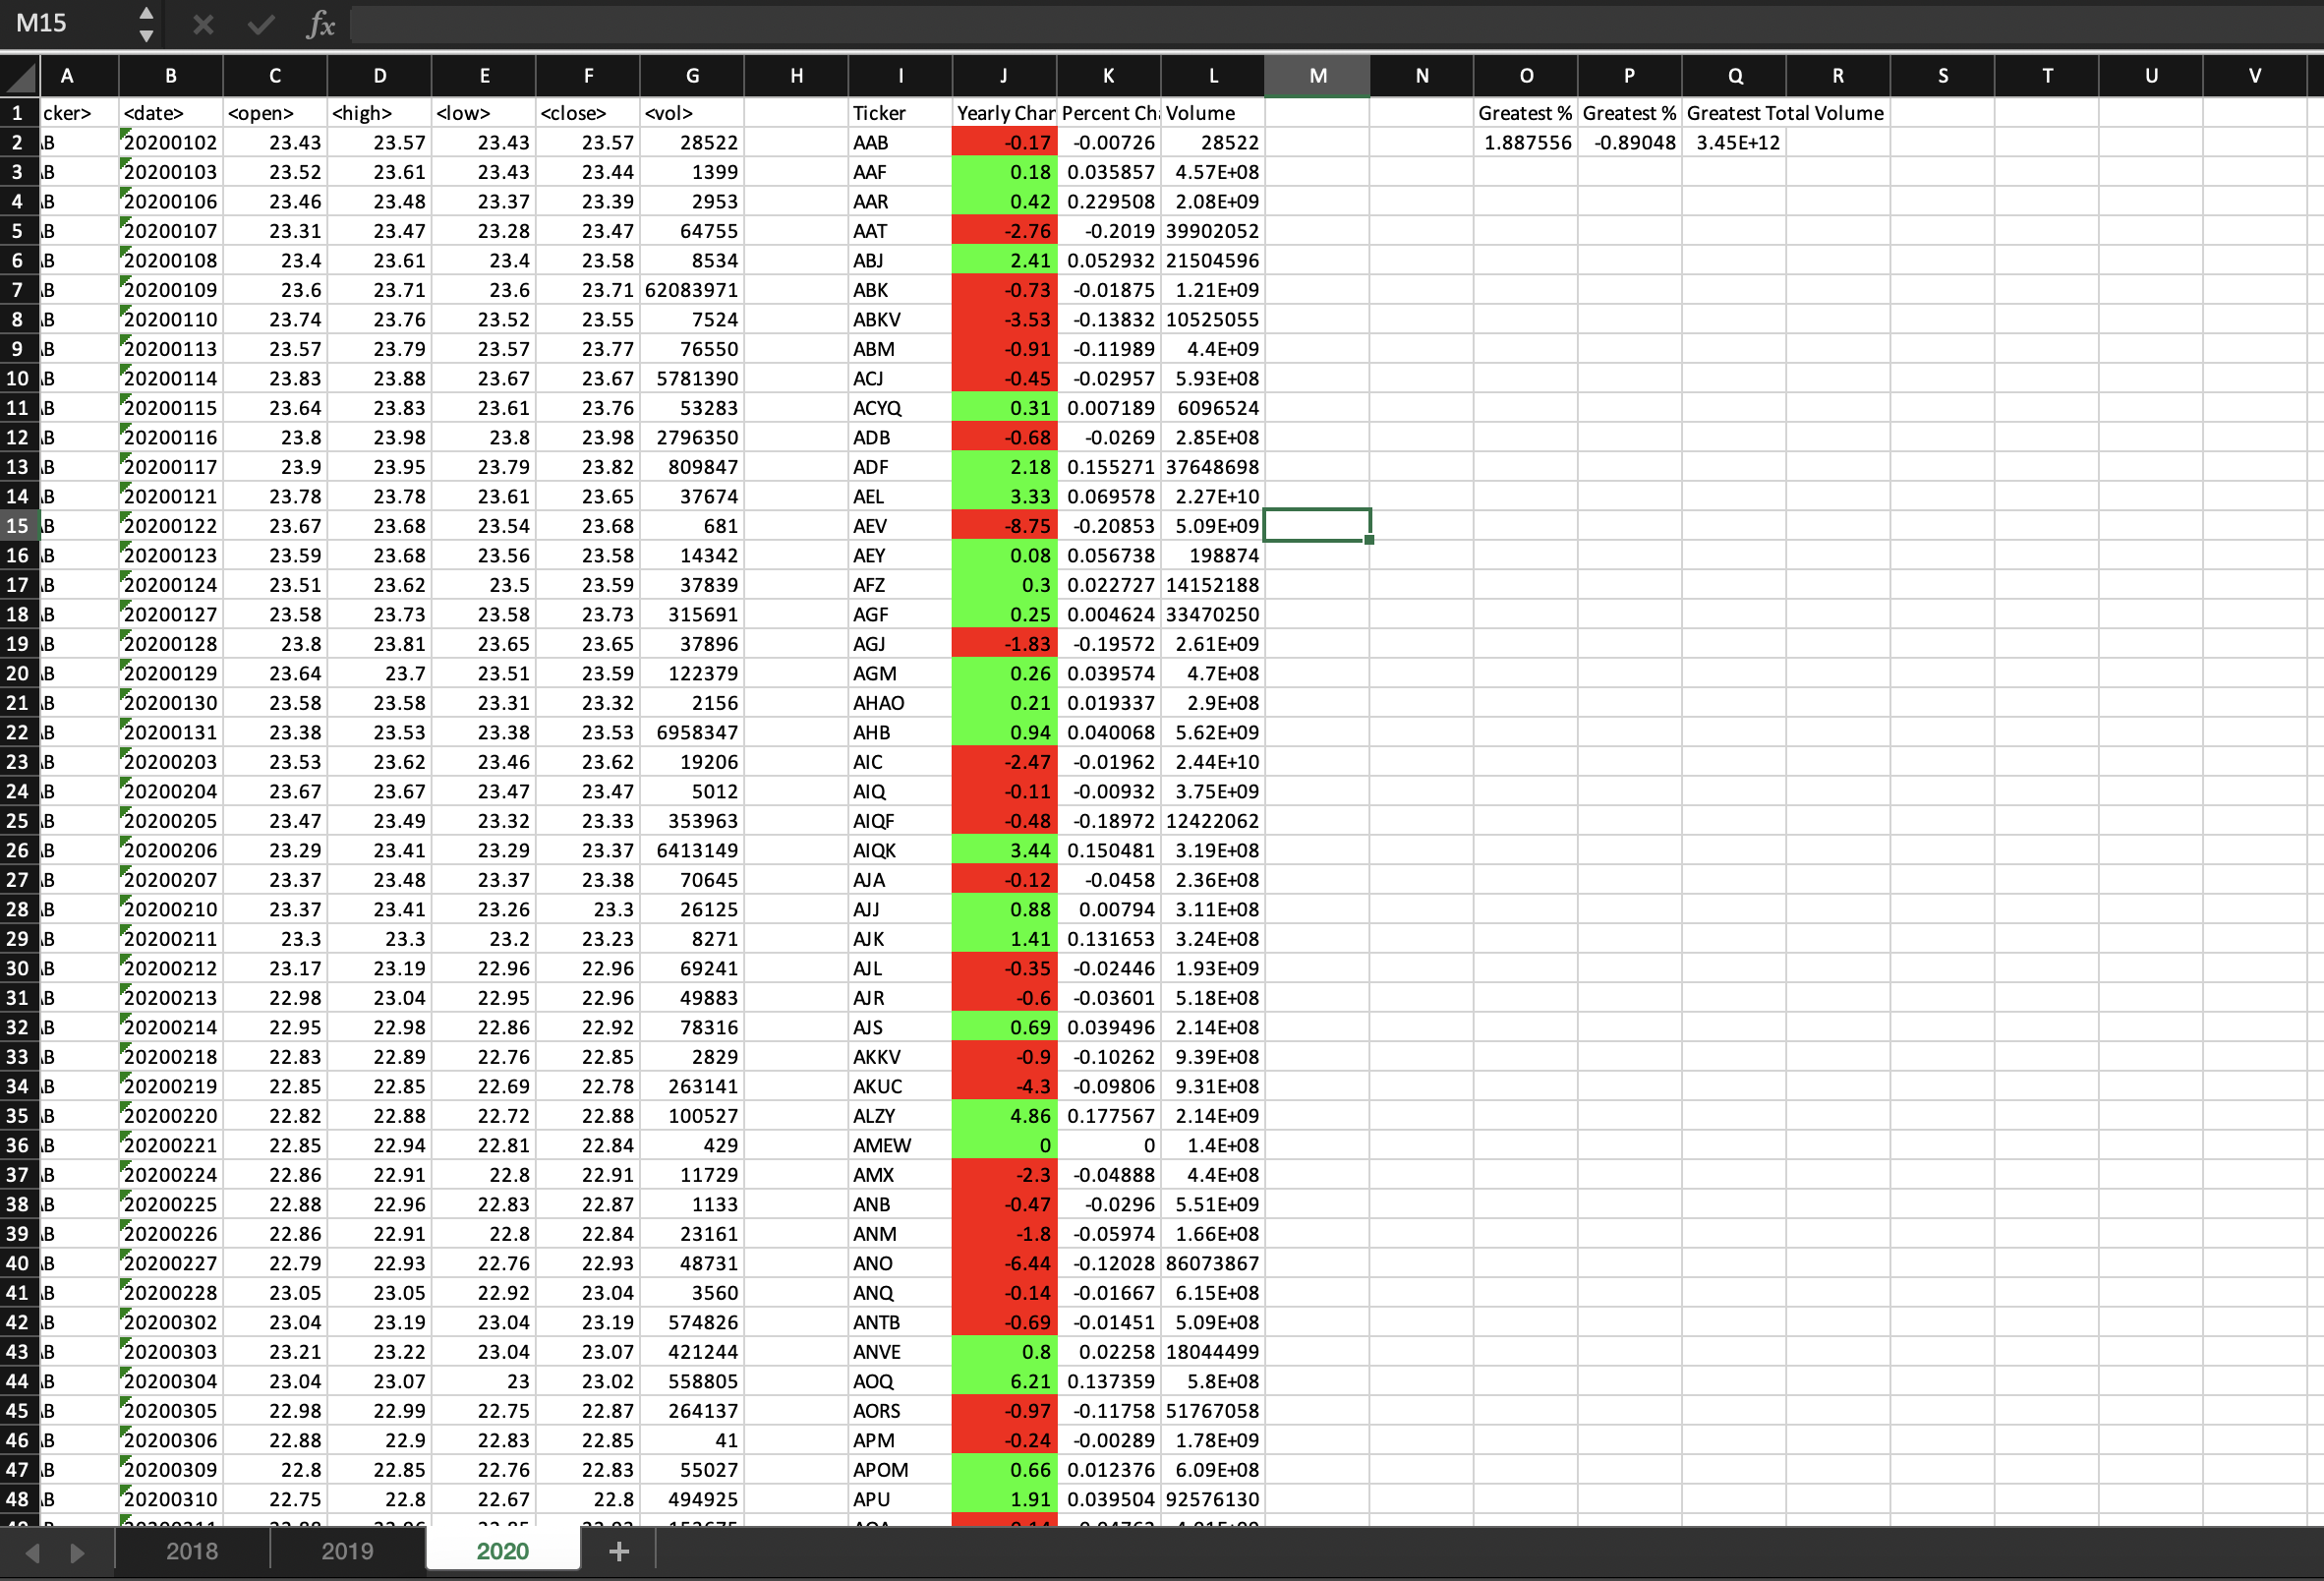 M15 fx
A B C D E F G H I J K L M N O P Q R S T U V
1 cker> <date> <open> <high> <low> <close> <vol> Ticker Yearly Char Percent Ch Volume Greatest % Greatest % Greatest Total Volume
2 AB 20200102 23.43 23.57 23.43 23.57 28522 AAB -0.17 -0.00726 28522 1.887556 -0.89048 3.45E+12
3 AB 20200103 23.52 23.61 23.43 23.44 1399 AAF 0.18 0.035857 4.57E+08
4 AB 20200106 23.46 23.48 23.37 23.39 2953 AAR 0.42 0.229508 2.08E+09
5 AB 20200107 23.31 23.47 23.28 23.47 64755 AAT -2.76 -0.2019 39902052
6 AB 20200108 23.4 23.61 23.4 23.58 8534 ABJ 2.41 0.052932 21504596
7 AB 20200109 23.6 23.71 23.6 23.71 62083971 ABK -0.73 -0.01875 1.21E+09
8 AB 20200110 23.74 23.76 23.52 23.55 7524 ABKV -3.53 -0.13832 10525055
9 AB 20200113 23.57 23.79 23.57 23.77 76550 ABM -0.91 -0.11989 4.4E+09
10 AB 20200114 23.83 23.88 23.67 23.67 5781390 ACJ -0.45 -0.02957 5.93E+08
11 AB 20200115 23.64 23.83 23.61 23.76 53283 ACYQ 0.31 0.007189 6096524
12 AB 20200116 23.8 23.98 23.8 23.98 2796350 ADB -0.68 -0.0269 2.85E+08
13 AB 20200117 23.9 23.95 23.79 23.82 809847 ADF 2.18 0.155271 37648698
14 AB 20200121 23.78 23.78 23.61 23.65 37674 AEL 3.33 0.069578 2.27E+10
15 AB 20200122 23.67 23.68 23.54 23.68 681 AEV -8.75 -0.20853 5.09E+09
16 AB 20200123 23.59 23.68 23.56 23.58 14342 AEY 0.08 0.056738 198874
17 AB 20200124 23.51 23.62 23.5 23.59 37839 AFZ 0.3 0.022727 14152188
18 AB 20200127 23.58 23.73 23.58 23.73 315691 AGF 0.25 0.004624 33470250
19 AB 20200128 23.8 23.81 23.65 23.65 37896 AGJ -1.83 -0.19572 2.61E+09
20 AB 20200129 23.64 23.7 23.51 23.59 122379 AGM 0.26 0.039574 4.7E+08
21 AB 20200130 23.58 23.58 23.31 23.32 2156 AHAO 0.21 0.019337 2.9E+08
22 AB 20200131 23.38 23.53 23.38 23.53 6958347 AHB 0.94 0.040068 5.62E+09
23 AB 20200203 23.53 23.62 23.46 23.62 19206 AIC -2.47 -0.01962 2.44E+10
24 AB 20200204 23.67 23.67 23.47 23.47 5012 AIQ -0.11 -0.00932 3.75E+09
25 AB 20200205 23.47 23.49 23.32 23.33 353963 AIQF -0.48 -0.18972 12422062
26 AB 20200206 23.29 23.41 23.29 23.37 6413149 AIQK 3.44 0.150481 3.19E+08
27 AB 20200207 23.37 23.48 23.37 23.38 70645 AJA -0.12 -0.0458 2.36E+08
28 AB 20200210 23.37 23.41 23.26 23.3 26125 AJJ 0.88 0.00794 3.11E+08
29 AB 20200211 23.3 23.3 23.2 23.23 8271 AJK 1.41 0.131653 3.24E+08
30 AB 20200212 23.17 23.19 22.96 22.96 69241 AJL -0.35 -0.02446 1.93E+09
31 AB 20200213 22.98 23.04 22.95 22.96 49883 AJR -0.6 -0.03601 5.18E+08
32 AB 20200214 22.95 22.98 22.86 22.92 78316 AJS 0.69 0.039496 2.14E+08
33 AB 20200218 22.83 22.89 22.76 22.85 2829 AKKV -0.9 -0.10262 9.39E+08
34 AB 20200219 22.85 22.85 22.69 22.78 263141 AKUC -4.3 -0.09806 9.31E+08
35 AB 20200220 22.82 22.88 22.72 22.88 100527 ALZY 4.86 0.177567 2.14E+09
36 AB 20200221 22.85 22.94 22.81 22.84 429 AMEW 0 0 1.4E+08
37 AB 20200224 22.86 22.91 22.8 22.91 11729 AMX -2.3 -0.04888 4.4E+08
38 AB 20200225 22.88 22.96 22.83 22.87 1133 ANB -0.47 -0.0296 5.51E+09
39 AB 20200226 22.86 22.91 22.8 22.84 23161 ANM -1.8 -0.05974 1.66E+08
40 AB 20200227 22.79 22.93 22.76 22.93 48731 ANO -6.44 -0.12028 86073867
41 AB 20200228 23.05 23.05 22.92 23.04 3560 ANQ -0.14 -0.01667 6.15E+08
42 AB 20200302 23.04 23.19 23.04 23.19 574826 ANTB -0.69 -0.01451 5.09E+08
43 AB 20200303 23.21 23.22 23.04 23.07 421244 ANVE 0.8 0.02258 18044499
44 AB 20200304 23.04 23.07 23 23.02 558805 AOQ 6.21 0.137359 5.8E+08
45 AB 20200305 22.98 22.99 22.75 22.87 264137 AORS -0.97 -0.11758 51767058
46 AB 20200306 22.88 22.9 22.83 22.85 41 APM -0.24 -0.00289 1.78E+09
47 AB 20200309 22.8 22.85 22.76 22.83 55027 APOM 0.66 0.012376 6.09E+08
48 AB 20200310 22.75 22.8 22.67 22.8 494925 APU 1.91 0.039504 92576130
2018 2019 2020 +